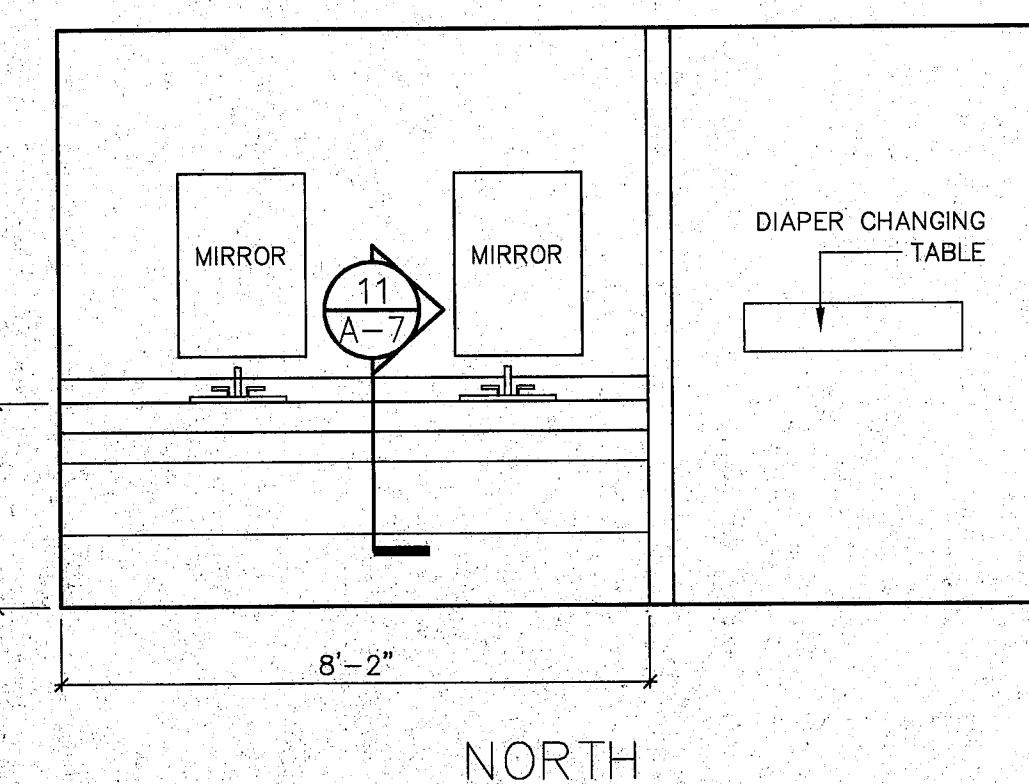 MIRROR
MIRROR
DIAPER CHANGING
TABLE
11
A-7
8'-2"
NORTH